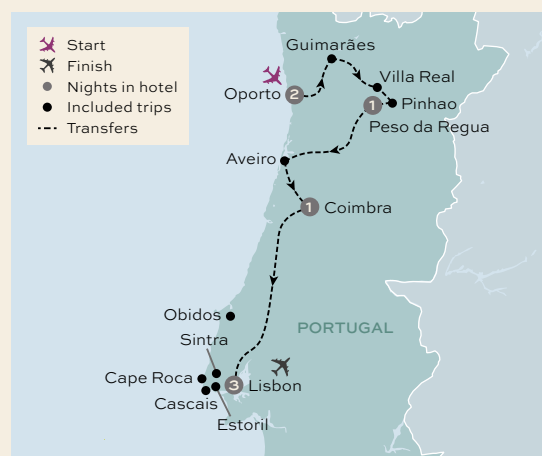 Start
Finish
Nights in hotel
Included trips
Transfers
Guimarães
Villa Real
Oporto
2
1
Pinhao
Peso da Regua
Aveiro
1
Coimbra
Obidos
PORTUGAL
Sintra
Cape Roca
3
Lisbon
Cascais
Estoril